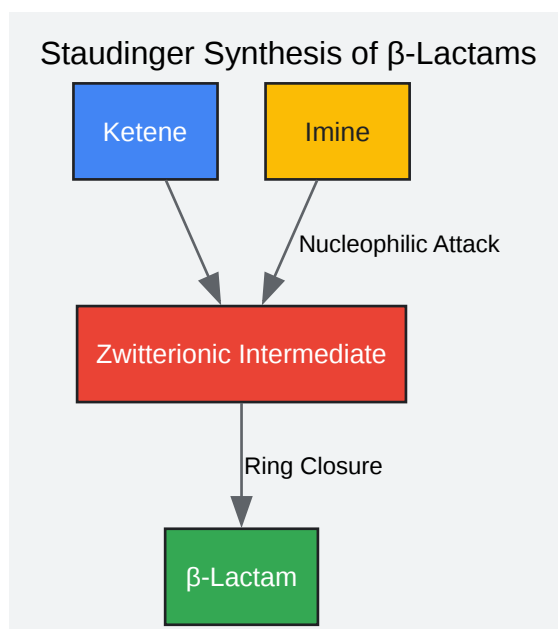 Staudinger Synthesis of β-Lactams
Ketene
Imine
Nucleophilic Attack
Zwitterionic Intermediate
Ring Closure
β-Lactam